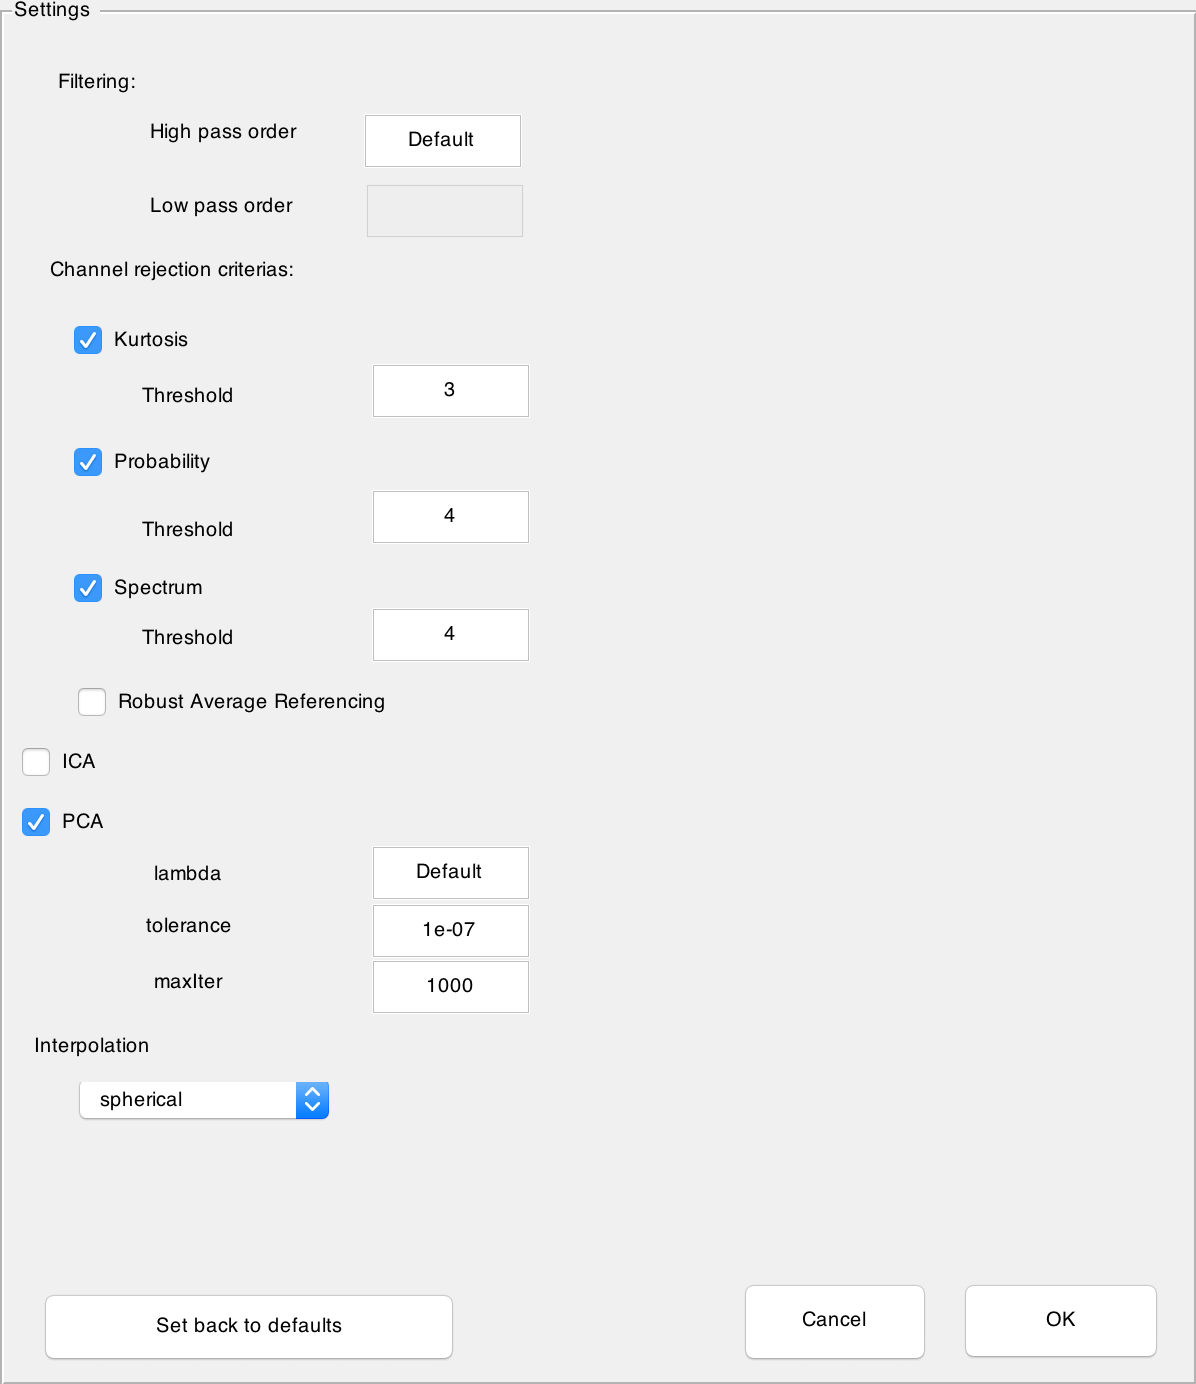 Settings
Filtering:
High pass order
Default
Low pass order
Channel rejection criterias:
Kurtosis
Threshold
3
Probability
Threshold
4
Spectrum
Threshold
4
Robust Average Referencing
ICA
PCA
lambda
Default
tolerance
1e-07
maxIter
1000
Interpolation
spherical
Set back to defaults
Cancel
OK